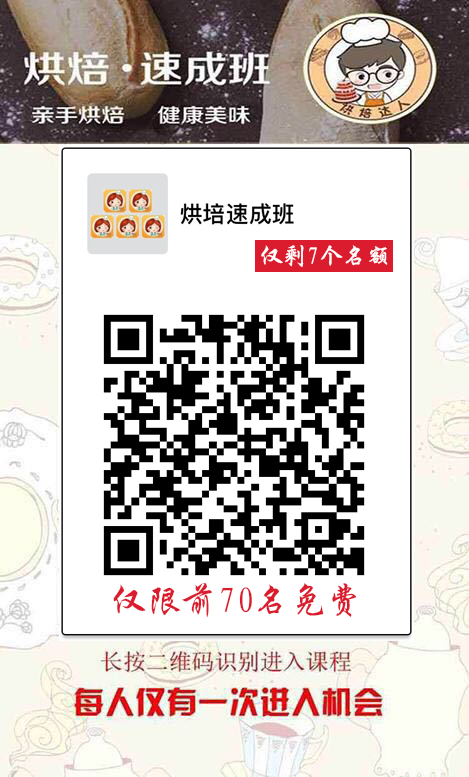 烘焙·速成班
亲手烘焙 健康美味
烘焙达人
烘培速成班
仅剩7个名额
仅限前70名免费
长按二维码识别进入课程
每人仅有一次进入机会